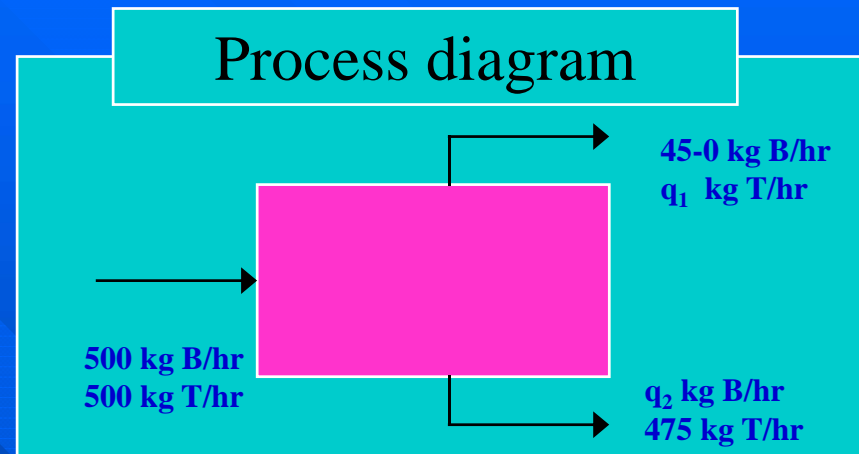 Process diagram
45-0 kg B/hr
q₁ kg T/hr
500 kg B/hr
500 kg T/hr
q₂ kg B/hr
475 kg T/hr